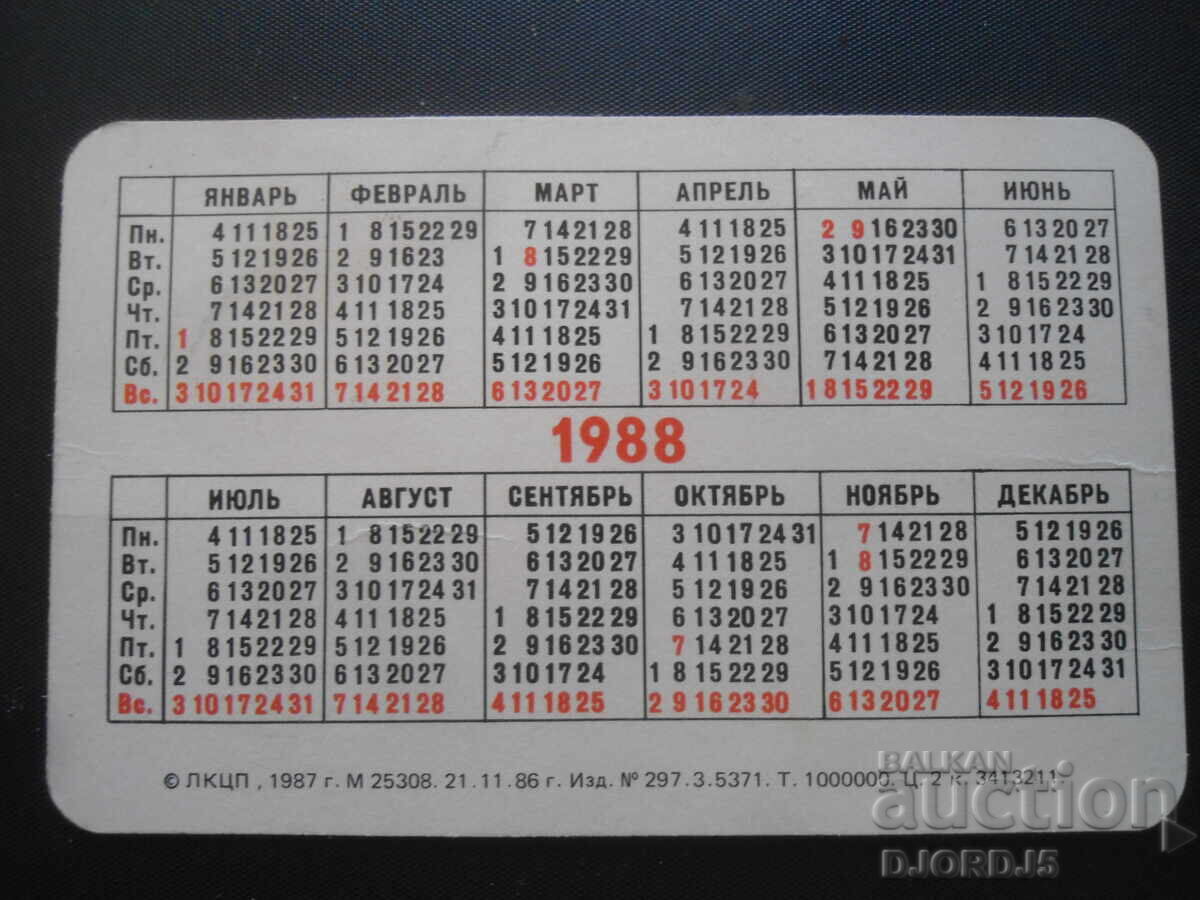 ЯНВАРЬ ФЕВРАЛЬ МАРТ АПРЕЛЬ МАЙ ИЮНЬ
Пн. 4 11 18 25 1 8 15 22 29 7 14 21 28 4 11 18 25 2 9 16 23 30 6 13 20 27
Вт. 5 12 19 26 2 9 16 23 1 8 15 22 29 5 12 19 26 3 10 17 24 31 7 14 21 28
Ср. 6 13 20 27 3 10 17 24 2 9 16 23 30 6 13 20 27 4 11 18 25 1 8 15 22 29
Чт. 7 14 21 28 4 11 18 25 3 10 17 24 31 7 14 21 28 5 12 19 26 2 9 16 23 30
Пт. 1 8 15 22 29 5 12 19 26 4 11 18 25 1 8 15 22 29 6 13 20 27 3 10 17 24
Сб. 2 9 16 23 30 6 13 20 27 5 12 19 26 2 9 16 23 30 7 14 21 28 4 11 18 25
Вс. 3 10 17 24 31 7 14 21 28 6 13 20 27 3 10 17 24 1 8 15 22 29 5 12 19 26
1988
ИЮЛЬ АВГУСТ СЕНТЯБРЬ ОКТЯБРЬ НОЯБРЬ ДЕКАБРЬ
Пн. 4 11 18 25 1 8 15 22 29 5 12 19 26 3 10 17 24 31 7 14 21 28 5 12 19 26
Вт. 5 12 19 26 2 9 16 23 30 6 13 20 27 4 11 18 25 1 8 15 22 29 6 13 20 27
Ср. 6 13 20 27 3 10 17 24 31 7 14 21 28 5 12 19 26 2 9 16 23 30 7 14 21 28
Чт. 7 14 21 28 4 11 18 25 1 8 15 22 29 6 13 20 27 3 10 17 24 1 8 15 22 29
Пт. 1 8 15 22 29 5 12 19 26 2 9 16 23 30 7 14 21 28 4 11 18 25 2 9 16 23 30
Сб. 2 9 16 23 30 6 13 20 27 3 10 17 24 1 8 15 22 29 5 12 19 26 3 10 17 24 31
Вс. 3 10 17 24 31 7 14 21 28 4 11 18 25 2 9 16 23 30 6 13 20 27 4 11 18 25
© ЛКЦП, 1987 г. М 25308. 21.11.86 г. Изд. № 297.3.5371. Т. 1000000. Ц. 2 к. 3413211.
BALKAN
auction
DJORDJ5